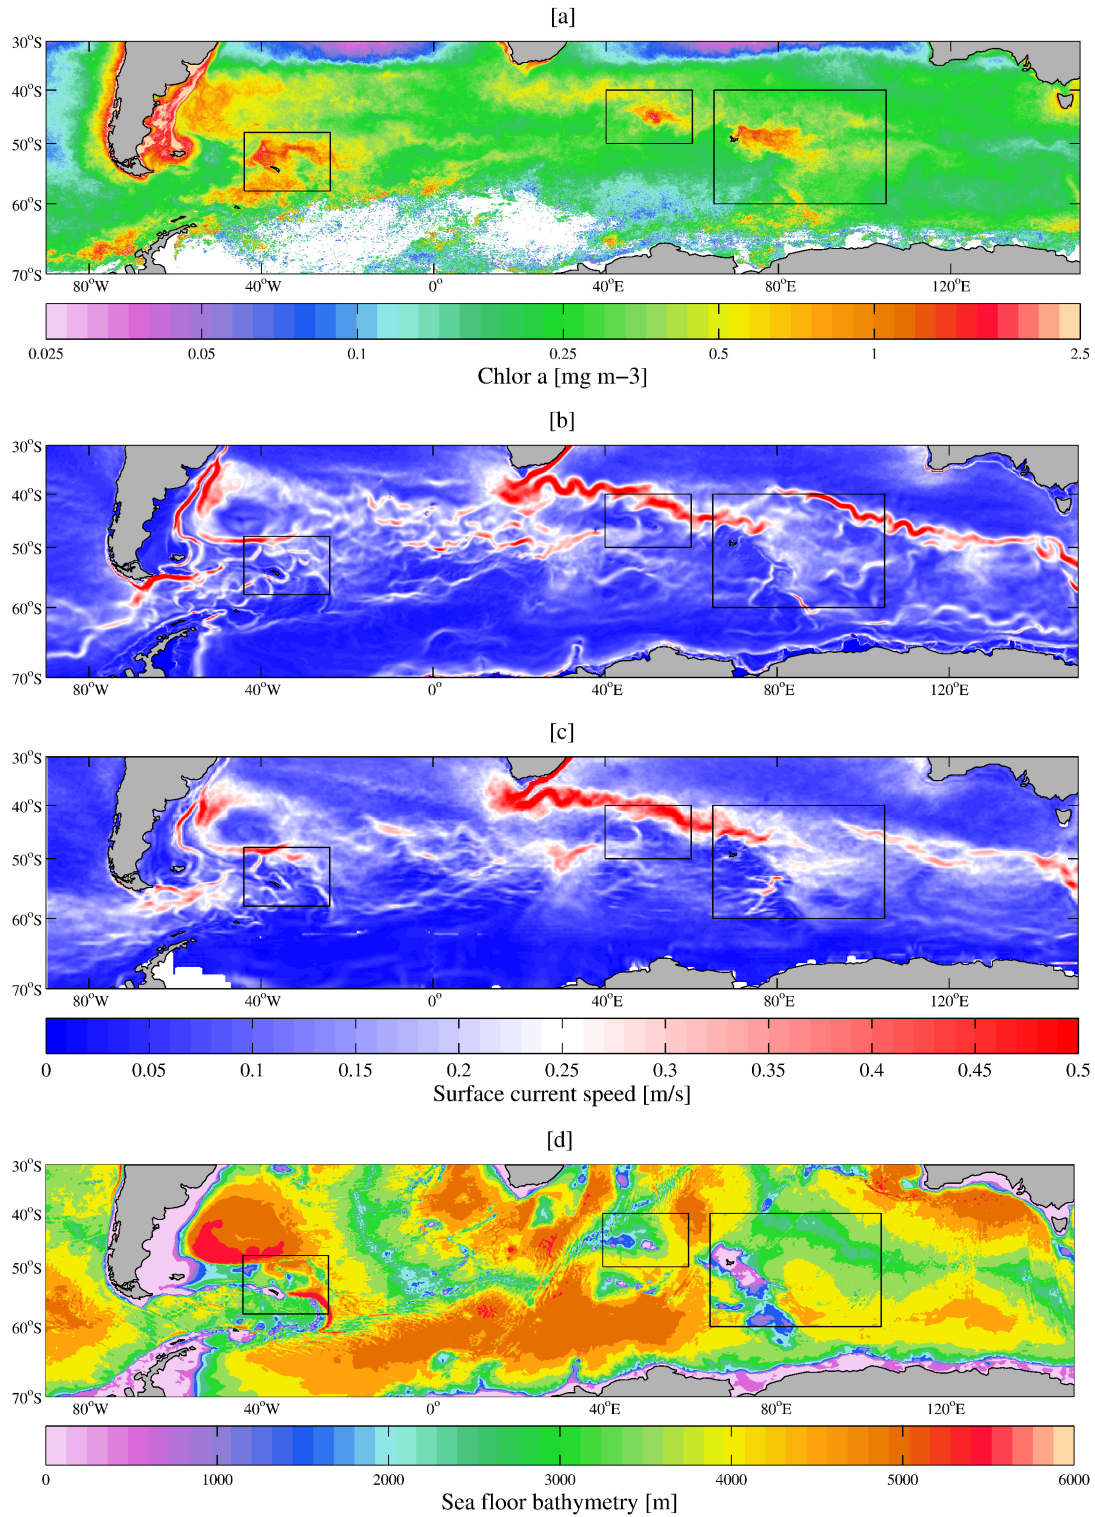 [a]
30°S
40°S
50°S
60°S
70°S
80°W 40°W 0° 40°E 80°E 120°E
0.025 0.05 0.1 0.25 0.5 1 2.5
Chlor a [mg m−3]
[b]
30°S
40°S
50°S
60°S
70°S
80°W 40°W 0° 40°E 80°E 120°E
[c]
30°S
40°S
50°S
60°S
70°S
80°W 40°W 0° 40°E 80°E 120°E
0 0.05 0.1 0.15 0.2 0.25 0.3 0.35 0.4 0.45 0.5
Surface current speed [m/s]
[d]
30°S
40°S
50°S
60°S
70°S
80°W 40°W 0° 40°E 80°E 120°E
0 1000 2000 3000 4000 5000 6000
Sea floor bathymetry [m]